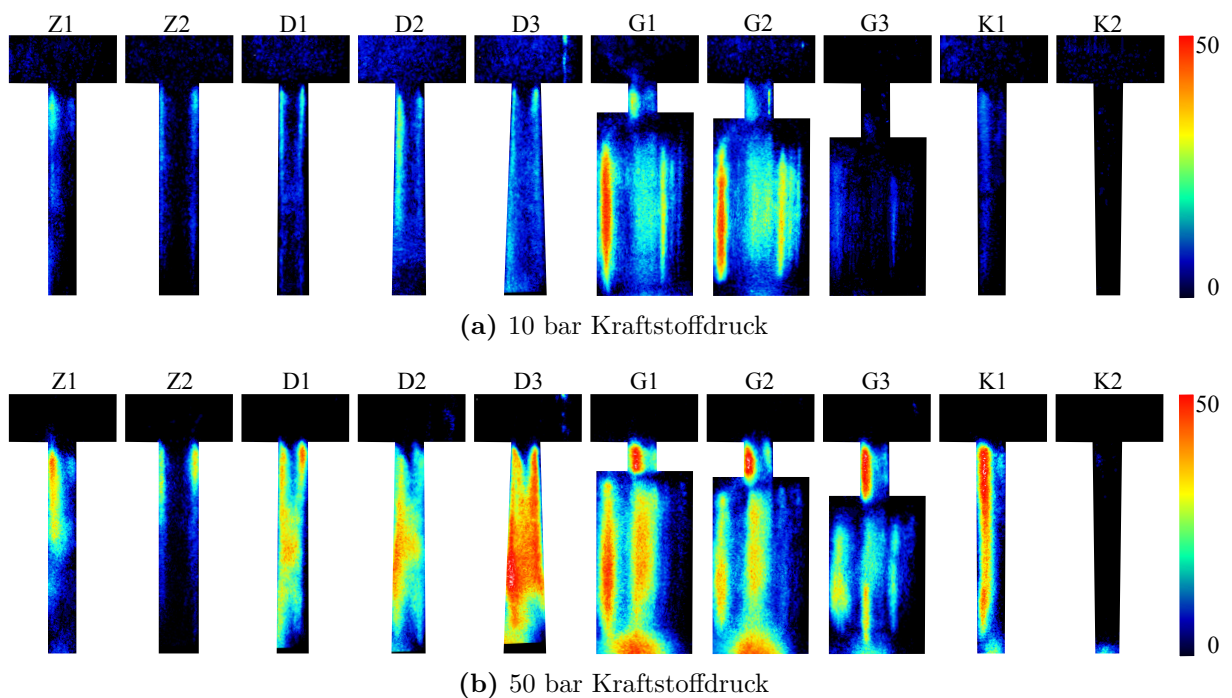 Z1 Z2 D1 D2 D3 G1 G2 G3 K1 K2
50
0
(a) 10 bar Kraftstoffdruck
Z1 Z2 D1 D2 D3 G1 G2 G3 K1 K2
50
0
(b) 50 bar Kraftstoffdruck